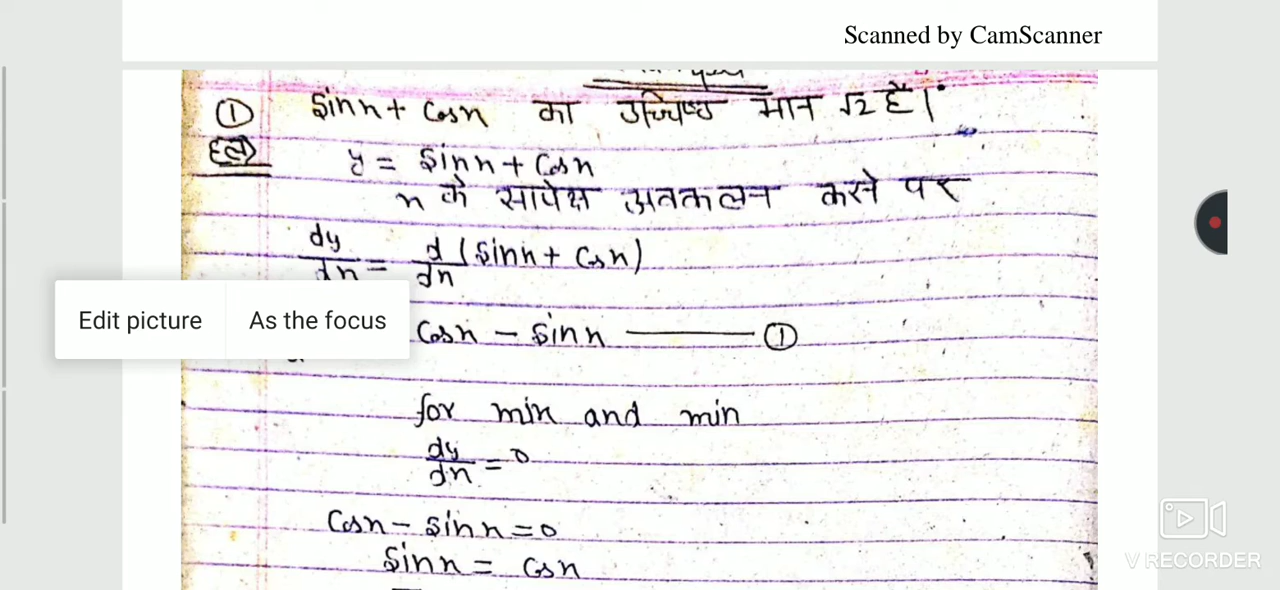 Scanned by CamScanner
① sinn + cosn का उच्चिष्ठ मान √2 है।
हल
y = sinn + cosn
n के सापेक्ष अवकलन करने पर
dy/dn = d/dn (sinn + cosn)
Edit picture As the focus
cosn - sinn ——— ①
for min and min
dy/dn = 0
cosn - sinn = 0
sinn = cosn
V RECORDER